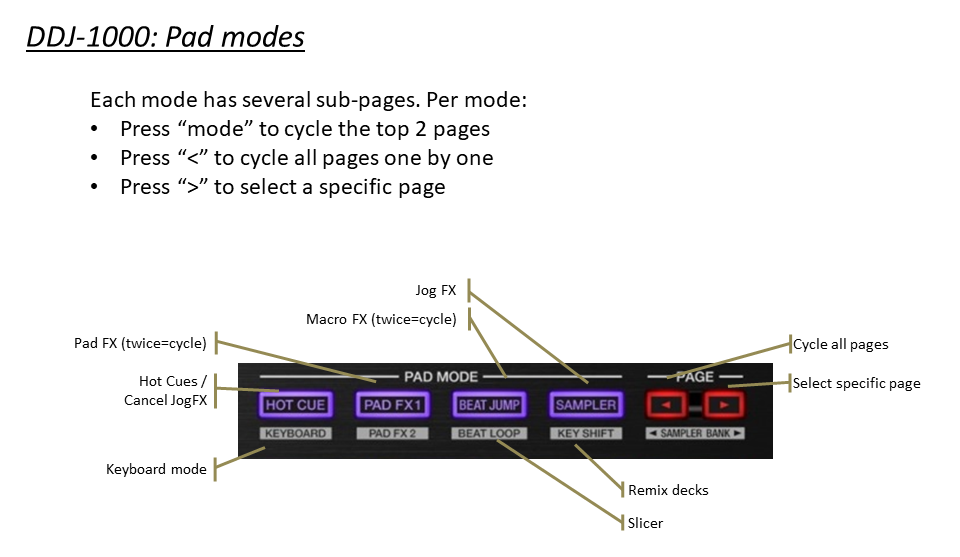 DDJ-1000: Pad modes
Each mode has several sub-pages. Per mode:
• Press “mode” to cycle the top 2 pages
• Press “<” to cycle all pages one by one
• Press “>” to select a specific page
Jog FX
Macro FX (twice=cycle)
Pad FX (twice=cycle)
Cycle all pages
Hot Cues /
Cancel JogFX
Select specific page
PAD MODE
PAGE
HOT CUE
PAD FX1
BEAT JUMP
SAMPLER
◄
►
KEYBOARD
PAD FX 2
BEAT LOOP
KEY SHIFT
◄ SAMPLER BANK ►
Keyboard mode
Remix decks
Slicer